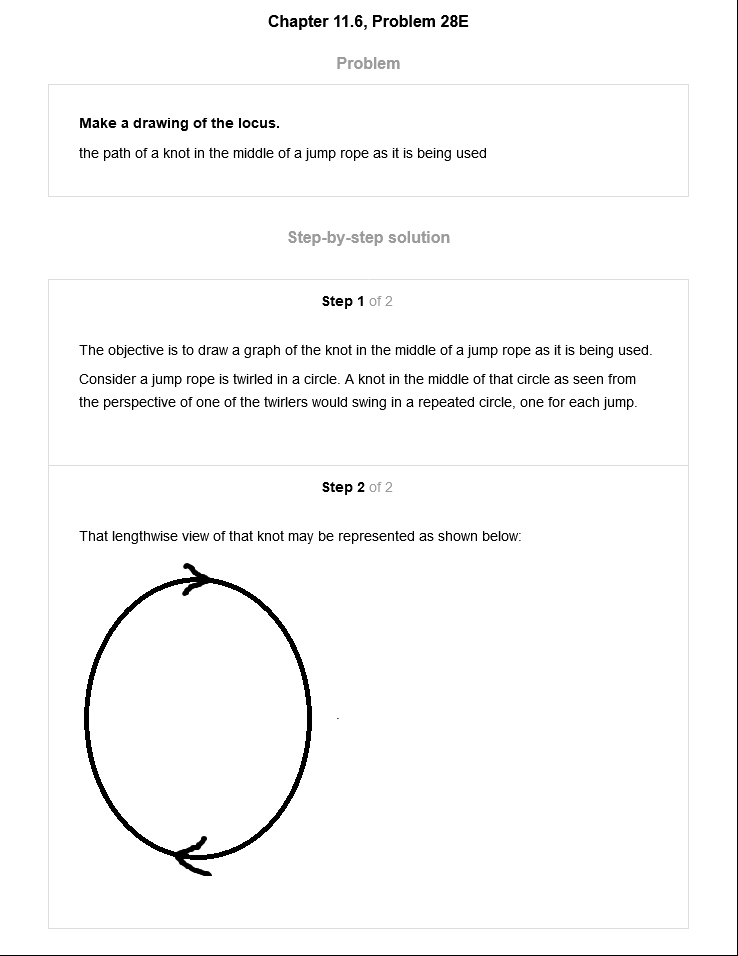 Chapter 11.6, Problem 28E
Problem
Make a drawing of the locus.
the path of a knot in the middle of a jump rope as it is being used
Step-by-step solution
Step 1 of 2
The objective is to draw a graph of the knot in the middle of a jump rope as it is being used.
Consider a jump rope is twirled in a circle. A knot in the middle of that circle as seen from
the perspective of one of the twirlers would swing in a repeated circle, one for each jump.
Step 2 of 2
That lengthwise view of that knot may be represented as shown below:
.